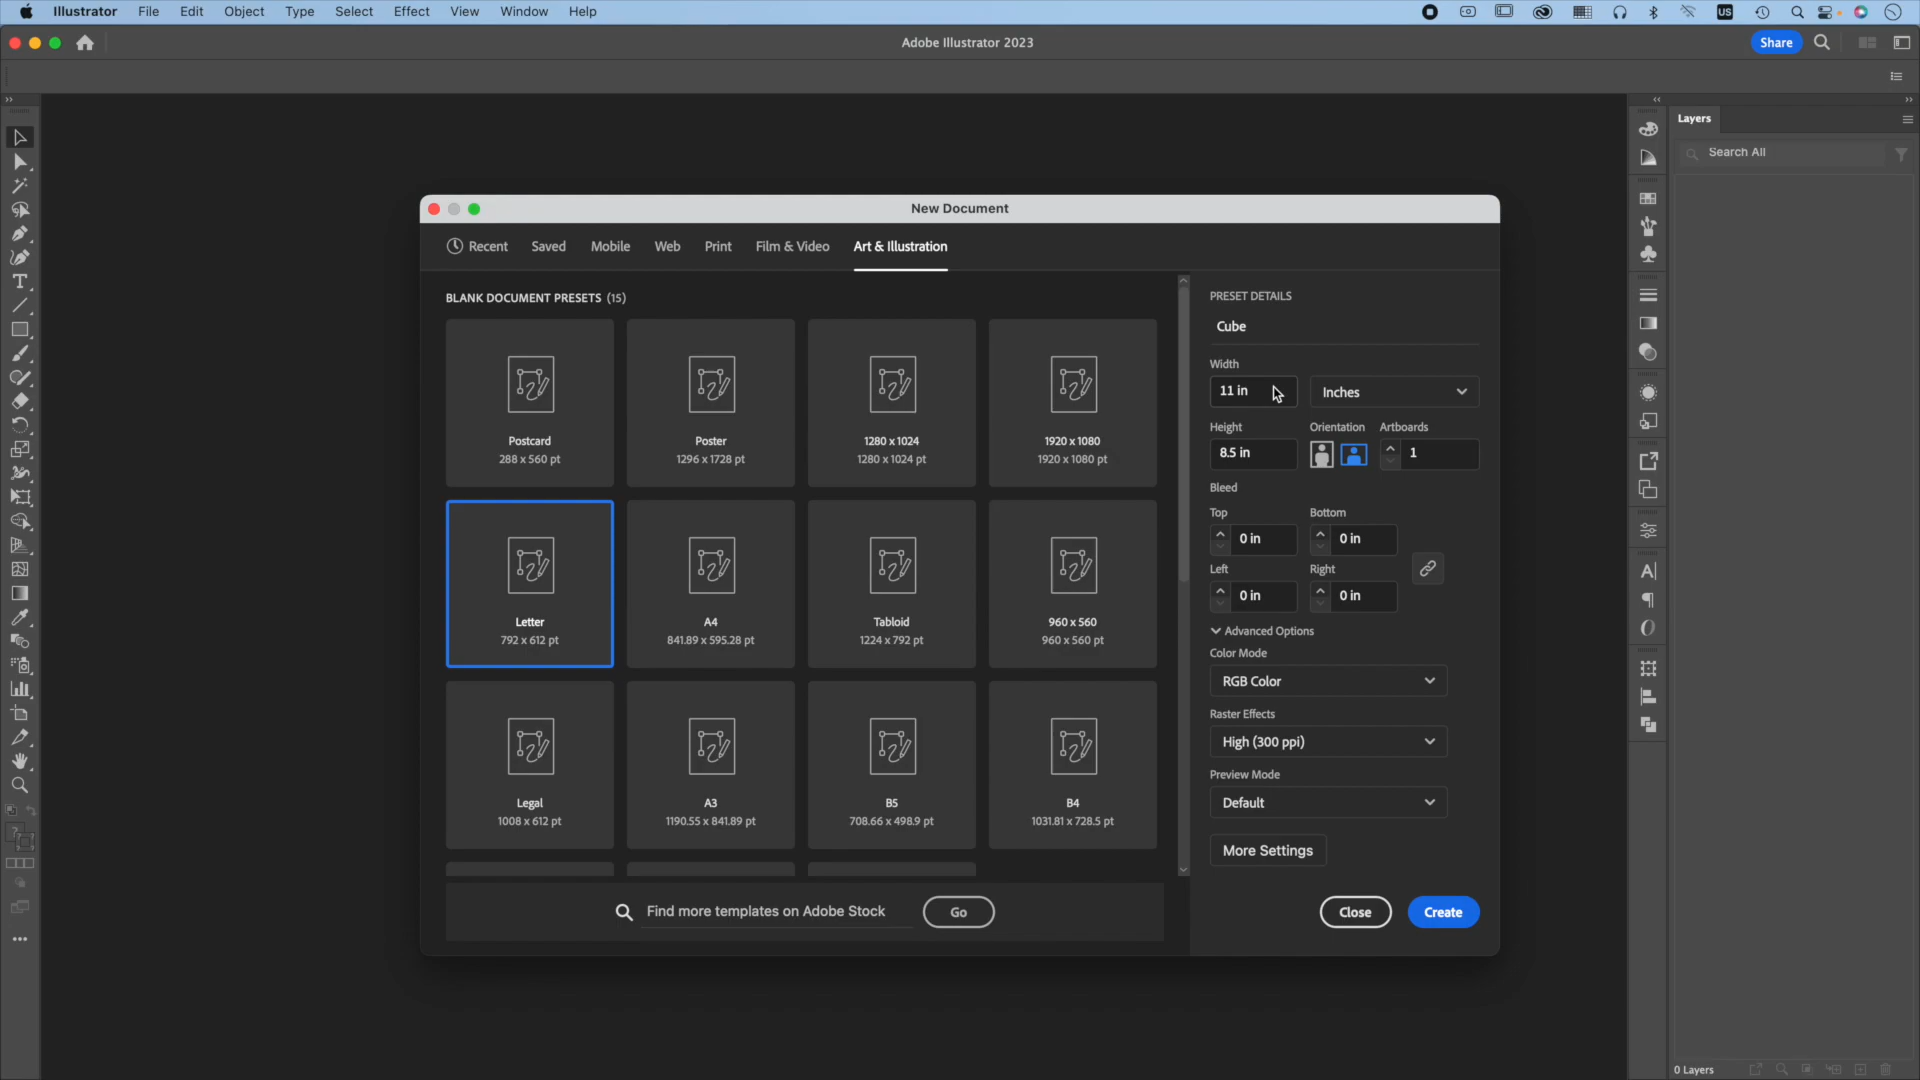 Illustrator File Edit Object Type Select Effect View Window Help
US
Adobe Illustrator 2023
Share
Layers
Search All
New Document
Recent Saved Mobile Web Print Film & Video Art & Illustration
BLANK DOCUMENT PRESETS (15)
Postcard
288 x 560 pt
Poster
1296 x 1728 pt
1280 x 1024
1280 x 1024 pt
1920 x 1080
1920 x 1080 pt
Letter
792 x 612 pt
A4
841.89 x 595.28 pt
Tabloid
1224 x 792 pt
960 x 560
960 x 560 pt
Legal
1008 x 612 pt
A3
1190.55 x 841.89 pt
B5
708.66 x 498.9 pt
B4
1031.81 x 728.5 pt
Find more templates on Adobe Stock
Go
PRESET DETAILS
Cube
Width
11 in
Inches
Height Orientation Artboards
8.5 in
1
Bleed
Top Bottom
0 in 0 in
Left Right
0 in 0 in
Advanced Options
Color Mode
RGB Color
Raster Effects
High (300 ppi)
Preview Mode
Default
More Settings
Close
Create
0 Layers